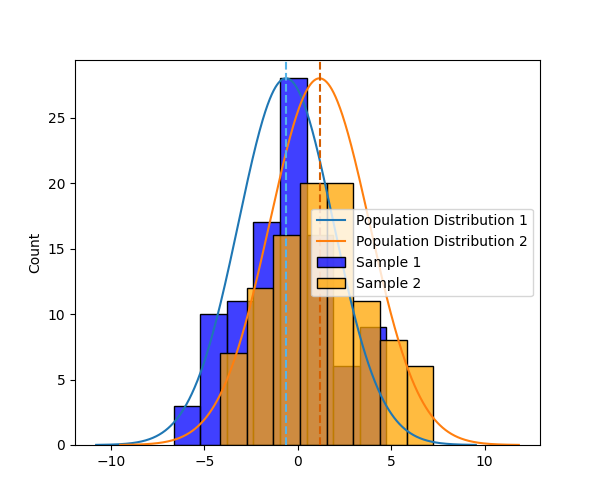 25
20
15
10
5
0
Count
Population Distribution 1
Population Distribution 2
Sample 1
Sample 2
−10
−5
0
5
10